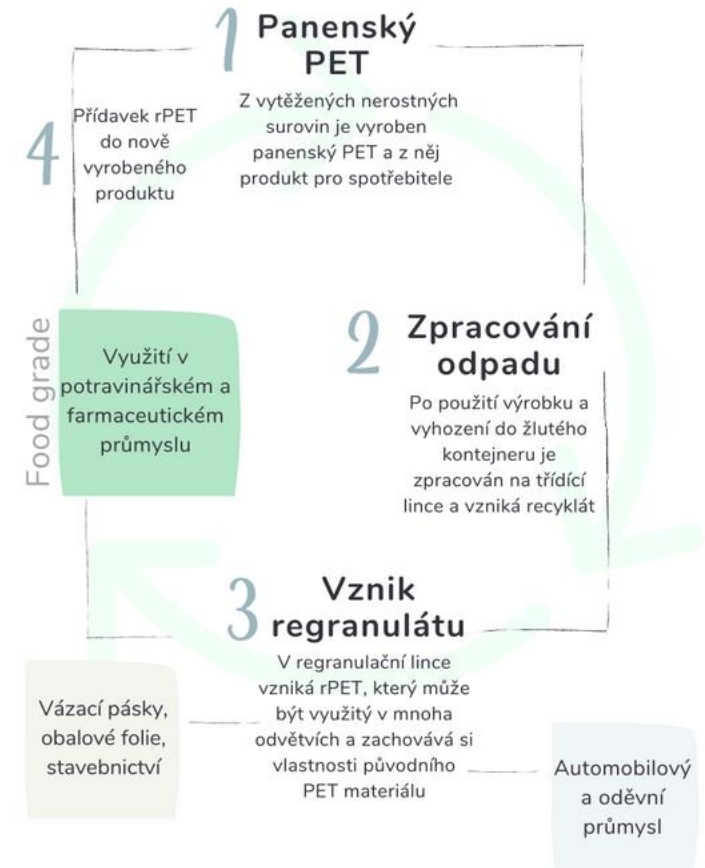 1
Panenský
PET
Z vytěžených nerostných
surovin je vyroben
panenský PET a z něj
produkt pro spotřebitele
2
Zpracování
odpadu
Po použití výrobku a
vyhození do žlutého
kontejneru je
zpracován na třídící
lince a vzniká recyklát
3
Vznik
regranulátu
V regranulační lince
vzniká rPET, který může
být využitý v mnoha
odvětvích a zachovává si
vlastnosti původního
PET materiálu
Automobilový
a oděvní
průmysl
Vázací pásky,
obalové folie,
stavebnictví
Food grade
Využití v
potravinářském a
farmaceutickém
průmyslu
4
Přídavek rPET
do nově
vyrobeného
produktu